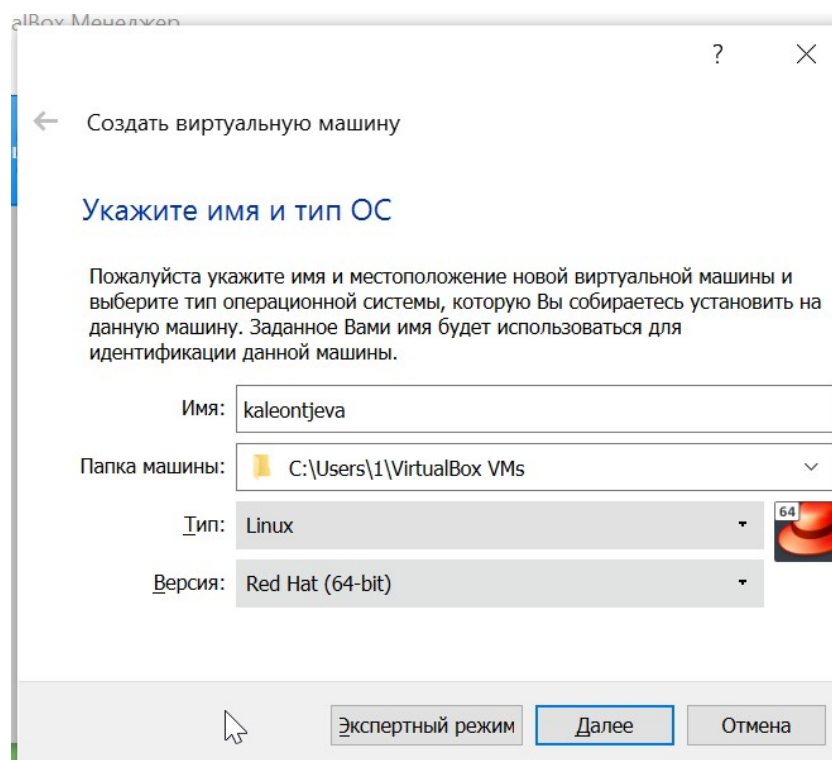 alBox Менеджер
?
Создать виртуальную машину
Укажите имя и тип ОС
Пожалуйста укажите имя и местоположение новой виртуальной машины и
выберите тип операционной системы, которую Вы собираетесь установить на
данную машину. Заданное Вами имя будет использоваться для
идентификации данной машины.
Имя: kaleontjeva
Папка машины: C:\Users\1\VirtualBox VMs
Тип: Linux
64
Версия: Red Hat (64-bit)
Экспертный режим Далее Отмена